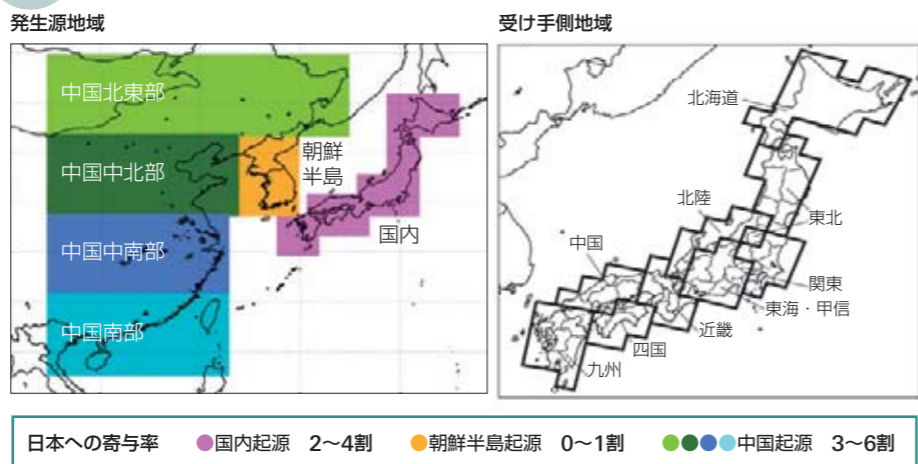 発生源地域
中国北東部
中国中北部
朝鮮
半島
中国中南部
国内
中国南部
受け手側地域
北海道
東北
北陸
関東
中国
東海・甲信
近畿
四国
九州
日本への寄与率 ●国内起源 2〜4割 ●朝鮮半島起源 0〜1割 ●●●●中国起源 3〜6割